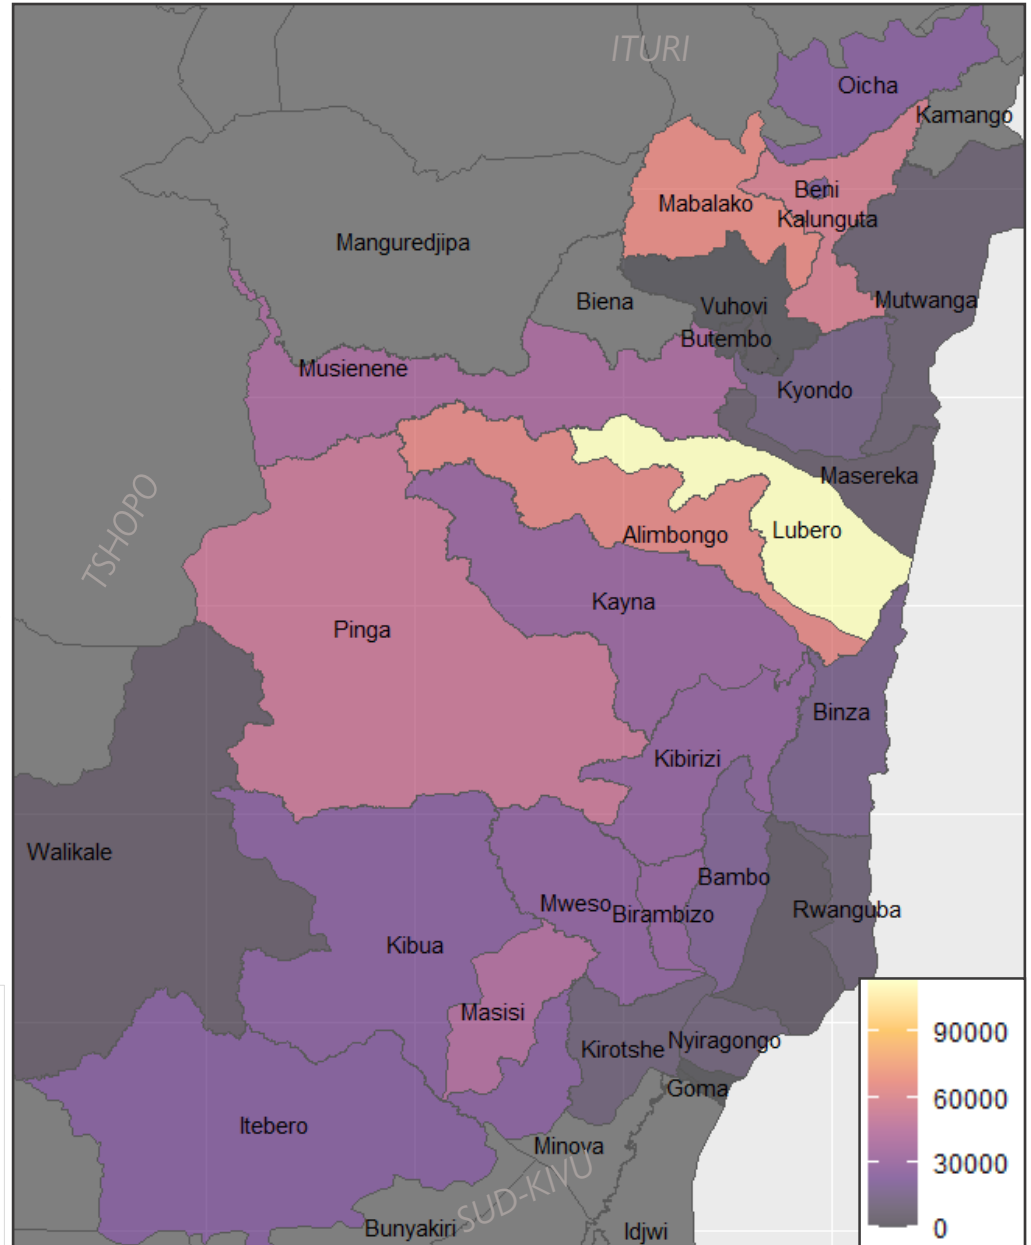 ITURI
Oicha
Kamango
Beni
Mabalako
Kalunguta
Manguredjipa
Biena
Vuhovi
Mutwanga
Butembo
Musienene
Kyondo
Masereka
TSHOPO
Alimbongo
Lubero
Kayna
Pinga
Binza
Kibirizi
Walikale
Bambo
Mweso
Birambizo
Rwanguba
Kibua
Masisi
Kirotshe
Nyiragongo
Goma
Itebero
Minova
SUD-KIVU
Bunyakiri
Idjwi
90000
60000
30000
0